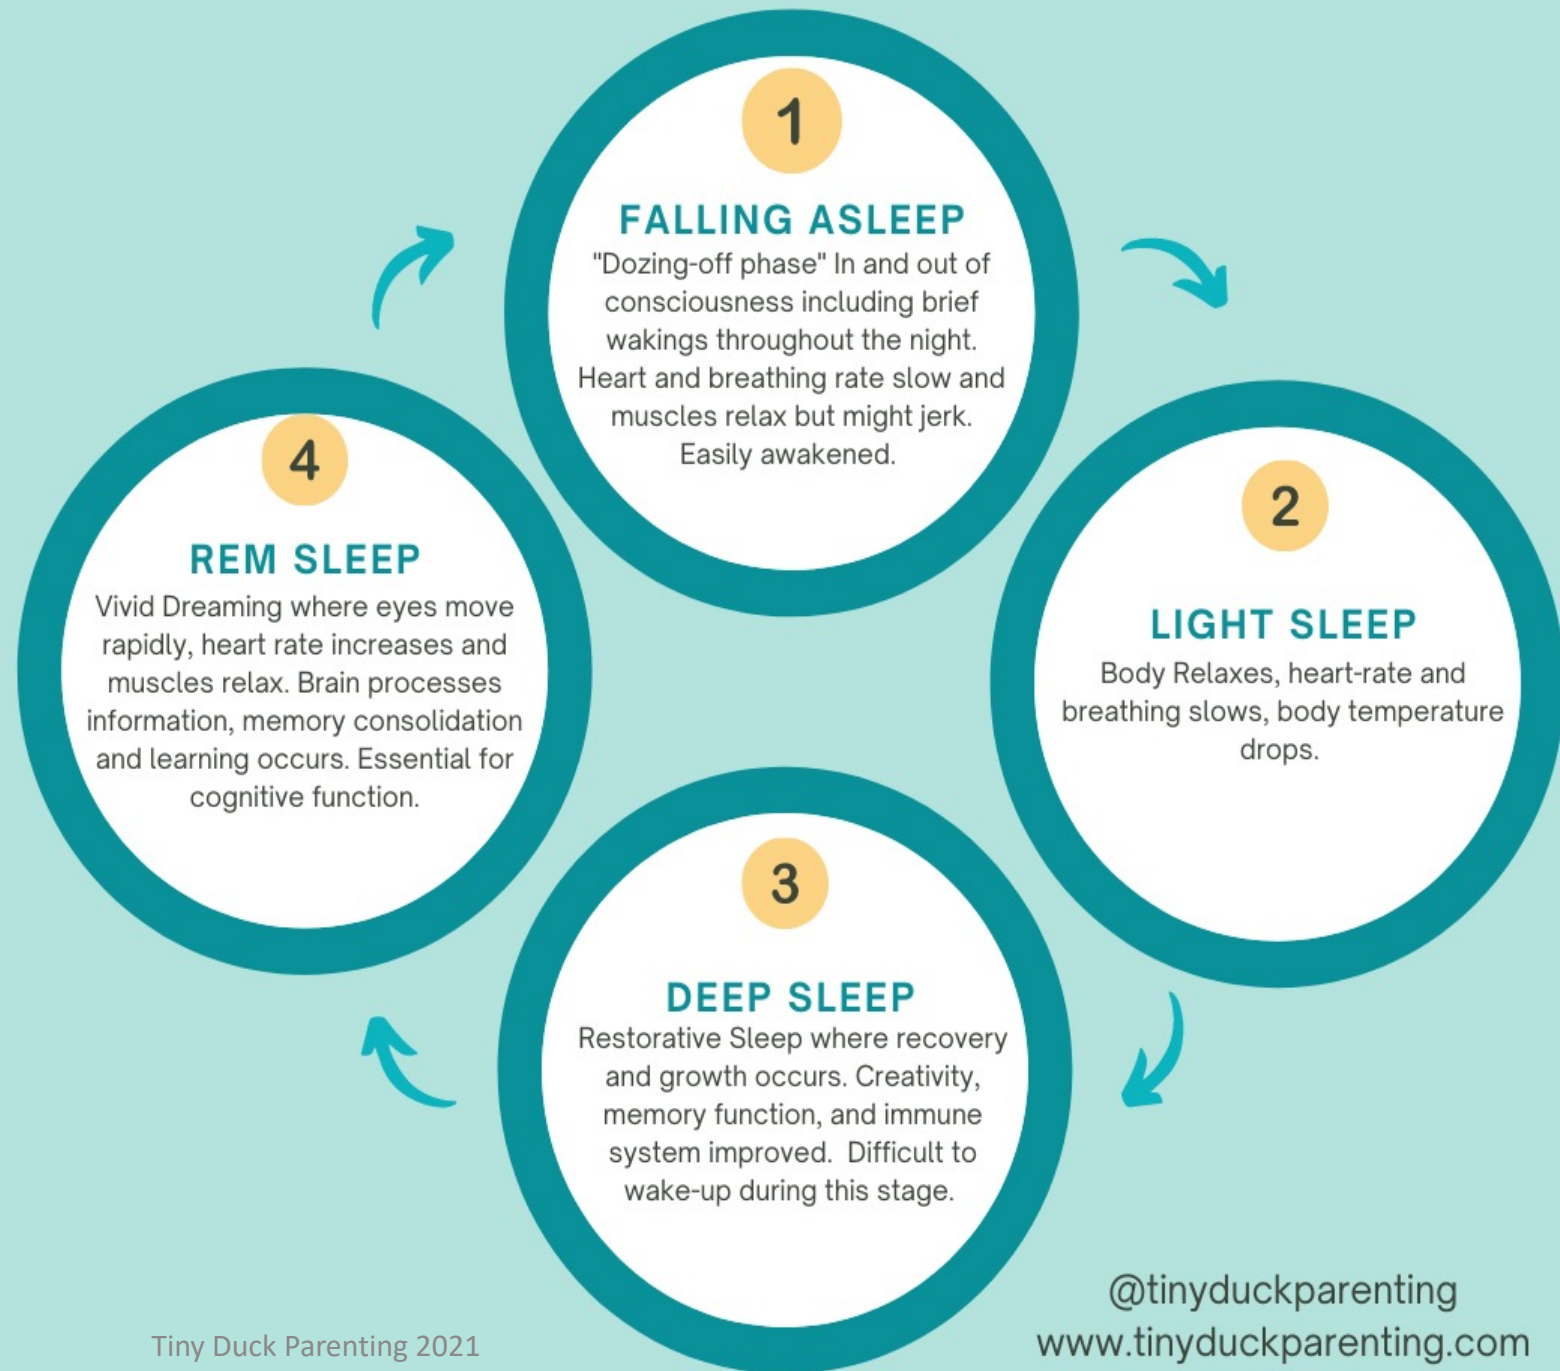 1
FALLING ASLEEP
"Dozing-off phase" In and out of
consciousness including brief
wakings throughout the night.
Heart and breathing rate slow and
muscles relax but might jerk.
Easily awakened.
2
LIGHT SLEEP
Body Relaxes, heart-rate and
breathing slows, body temperature
drops.
3
DEEP SLEEP
Restorative Sleep where recovery
and growth occurs. Creativity,
memory function, and immune
system improved.  Difficult to
wake-up during this stage.
4
REM SLEEP
Vivid Dreaming where eyes move
rapidly, heart rate increases and
muscles relax. Brain processes
information, memory consolidation
and learning occurs. Essential for
cognitive function.
@tinyduckparenting
www.tinyduckparenting.com
Tiny Duck Parenting 2021